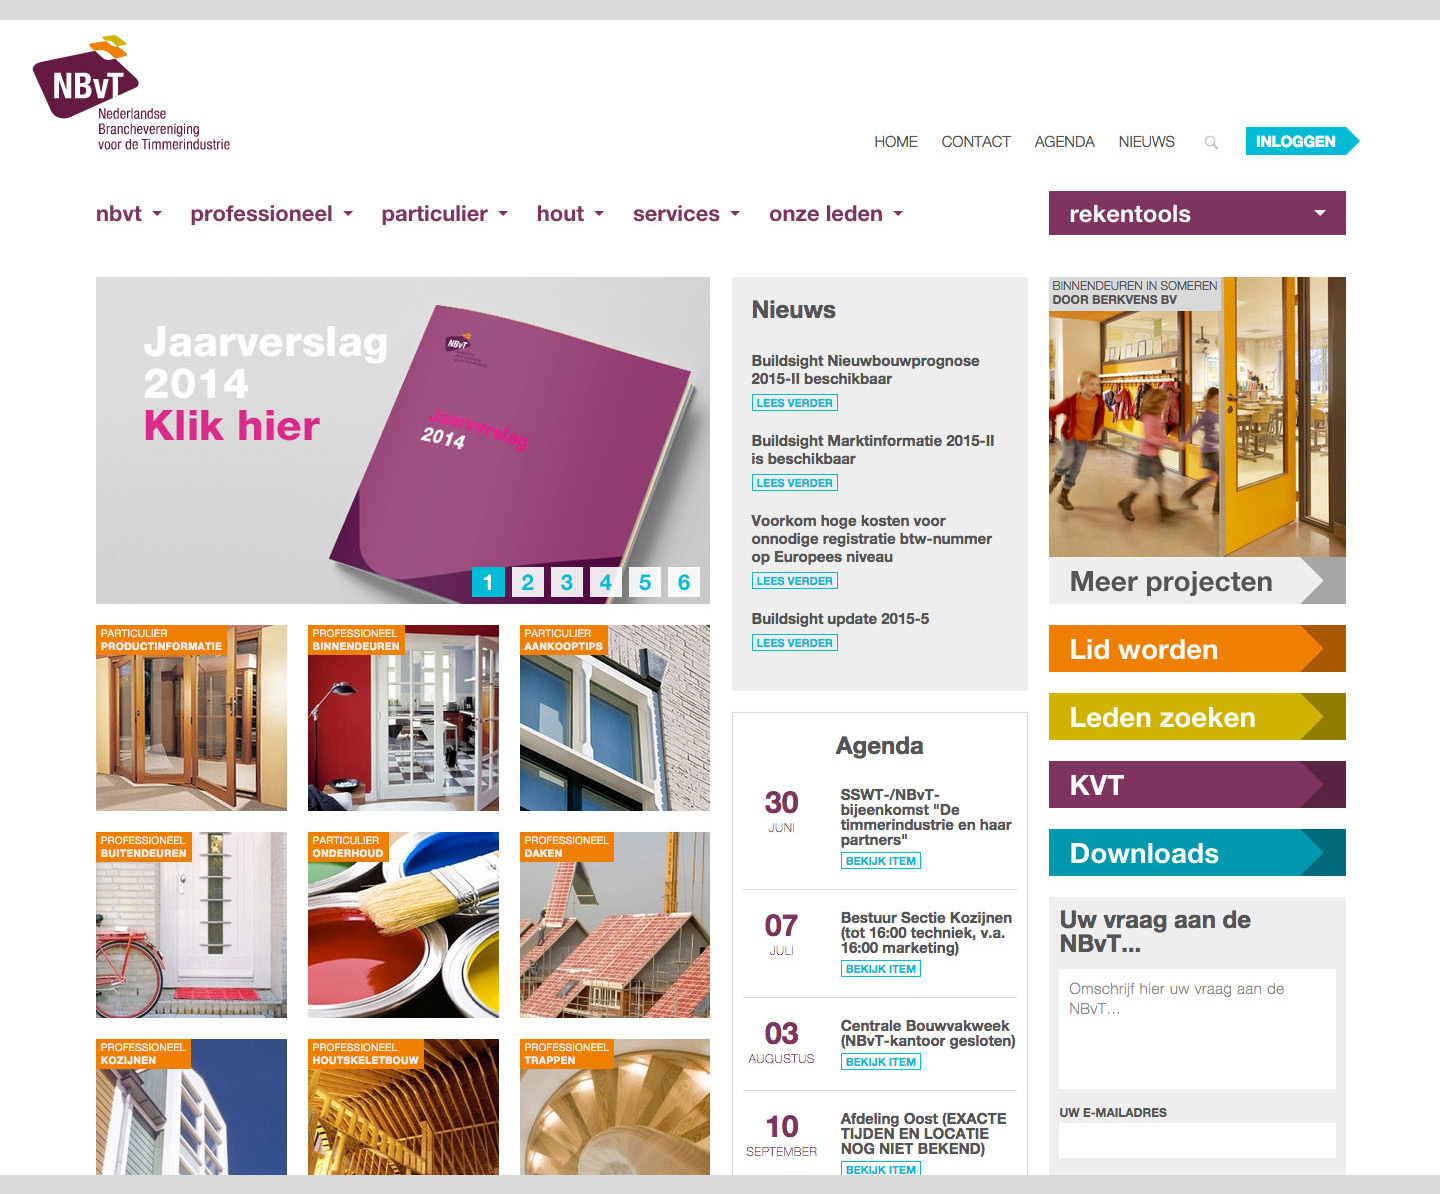 NBvT
Nederlandse
Branchevereniging
voor de Timmerindustrie
HOME CONTACT AGENDA NIEUWS INLOGGEN
nbvt professioneel particulier hout services onze leden rekentools
Jaarverslag
2014
Klik hier
NBvT
Jaarverslag
2014
1 2 3 4 5 6
Nieuws
Buildsight Nieuwbouwprognose
2015-II beschikbaar
LEES VERDER
Buildsight Marktinformatie 2015-II
is beschikbaar
LEES VERDER
Voorkom hoge kosten voor
onnodige registratie btw-nummer
op Europees niveau
LEES VERDER
Buildsight update 2015-5
LEES VERDER
BINNENDEUREN IN SOMEREN
DOOR BERKVENS BV
Meer projecten
PARTICULIER
PRODUCTINFORMATIE
PROFESSIONEEL
BINNENDEUREN
PARTICULIER
AANKOOPTIPS
PROFESSIONEEL
BUITENDEUREN
PARTICULIER
ONDERHOUD
PROFESSIONEEL
DAKEN
PROFESSIONEEL
KOZIJNEN
PROFESSIONEEL
HOUTSKELETBOUW
PROFESSIONEEL
TRAPPEN
Agenda
30
JUNI
SSWT-/NBvT-
bijeenkomst "De
timmerindustrie en haar
partners"
BEKIJK ITEM
07
JULI
Bestuur Sectie Kozijnen
(tot 16:00 techniek, v.a.
16:00 marketing)
BEKIJK ITEM
03
AUGUSTUS
Centrale Bouwvakweek
(NBvT-kantoor gesloten)
BEKIJK ITEM
10
SEPTEMBER
Afdeling Oost (EXACTE
TIJDEN EN LOCATIE
NOG NIET BEKEND)
BEKIJK ITEM
Lid worden
Leden zoeken
KVT
Downloads
Uw vraag aan de
NBvT...
Omschrijf hier uw vraag aan de
NBvT...
UW E-MAILADRES